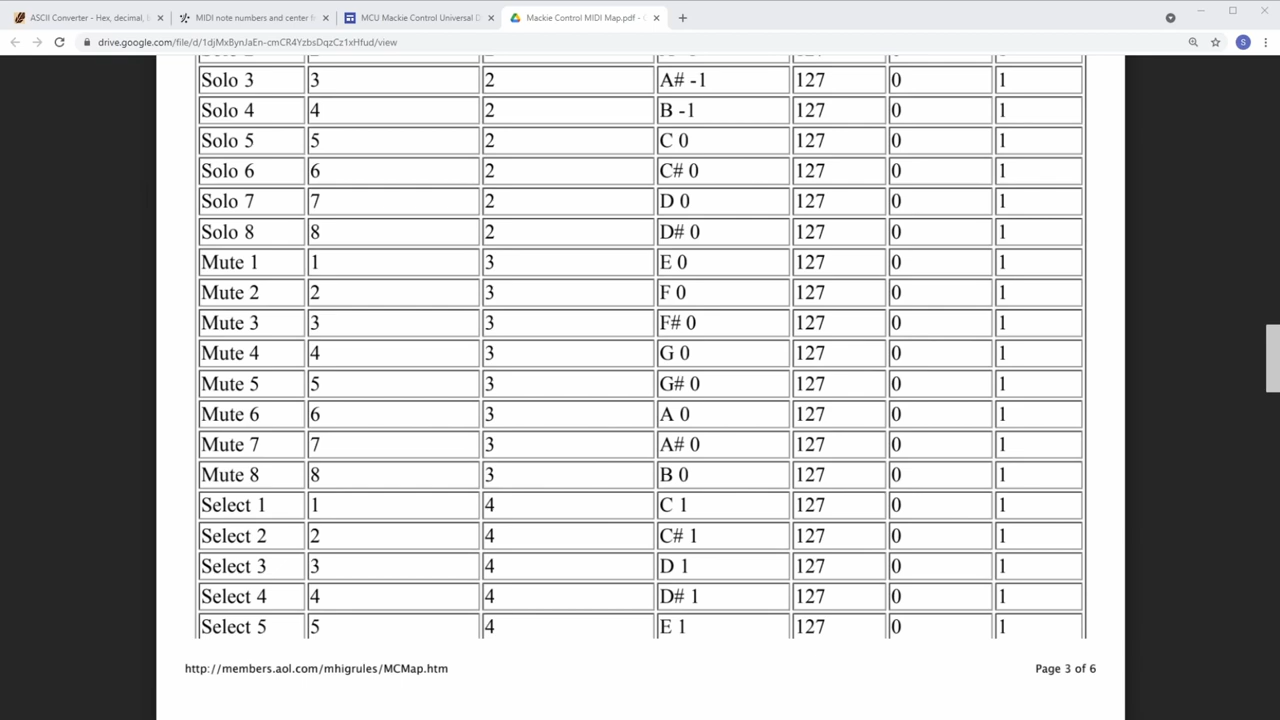 ASCII Converter - Hex, decimal,
MIDI note numbers and center f
MCU Mackie Control Universal D
Mackie Control MIDI Map.pdf -
drive.google.com/file/d/1djMxBynJaEn-cmCR4YzbsDqzCz1xHfud/view
S
Solo 3 3 2 A# -1 127 0 1
Solo 4 4 2 B -1 127 0 1
Solo 5 5 2 C 0 127 0 1
Solo 6 6 2 C# 0 127 0 1
Solo 7 7 2 D 0 127 0 1
Solo 8 8 2 D# 0 127 0 1
Mute 1 1 3 E 0 127 0 1
Mute 2 2 3 F 0 127 0 1
Mute 3 3 3 F# 0 127 0 1
Mute 4 4 3 G 0 127 0 1
Mute 5 5 3 G# 0 127 0 1
Mute 6 6 3 A 0 127 0 1
Mute 7 7 3 A# 0 127 0 1
Mute 8 8 3 B 0 127 0 1
Select 1 1 4 C 1 127 0 1
Select 2 2 4 C# 1 127 0 1
Select 3 3 4 D 1 127 0 1
Select 4 4 4 D# 1 127 0 1
Select 5 5 4 E 1 127 0 1
http://members.aol.com/mhigrules/MCMap.htm
Page 3 of 6